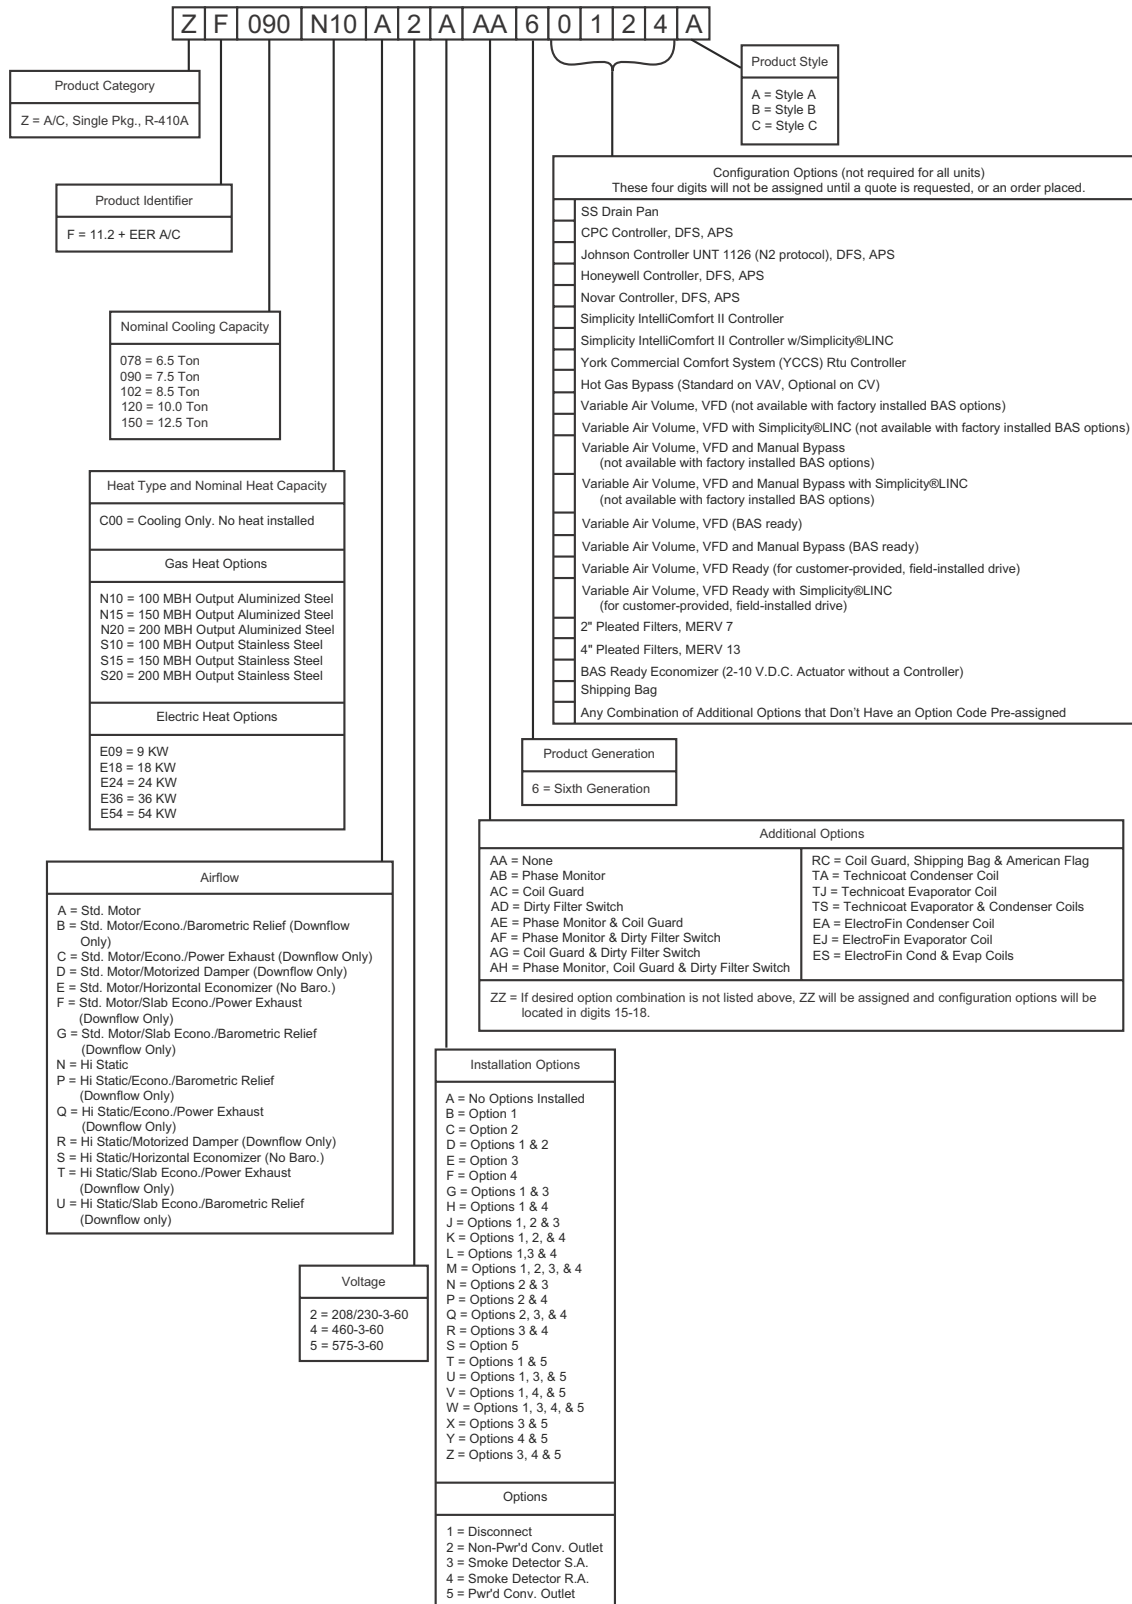 Z F 090 N10 A 2 A AA 6 0 1 2 4 A
Product Category
Z = A/C, Single Pkg., R-410A
Product Style
A = Style A
B = Style B
C = Style C
Product Identifier
F = 11.2 + EER A/C
Configuration Options (not required for all units)
These four digits will not be assigned until a quote is requested, or an order placed.
SS Drain Pan
CPC Controller, DFS, APS
Johnson Controller UNT 1126 (N2 protocol), DFS, APS
Honeywell Controller, DFS, APS
Novar Controller, DFS, APS
Simplicity IntelliComfort II Controller
Simplicity IntelliComfort II Controller w/Simplicity®LINC
York Commercial Comfort System (YCCS) Rtu Controller
Hot Gas Bypass (Standard on VAV, Optional on CV)
Variable Air Volume, VFD (not available with factory installed BAS options)
Variable Air Volume, VFD with Simplicity®LINC (not available with factory installed BAS options)
Variable Air Volume, VFD and Manual Bypass
(not available with factory installed BAS options)
Variable Air Volume, VFD and Manual Bypass with Simplicity®LINC
(not available with factory installed BAS options)
Variable Air Volume, VFD (BAS ready)
Variable Air Volume, VFD and Manual Bypass (BAS ready)
Variable Air Volume, VFD Ready (for customer-provided, field-installed drive)
Variable Air Volume, VFD Ready with Simplicity®LINC
(for customer-provided, field-installed drive)
2" Pleated Filters, MERV 7
4" Pleated Filters, MERV 13
BAS Ready Economizer (2-10 V.D.C. Actuator without a Controller)
Shipping Bag
Any Combination of Additional Options that Don't Have an Option Code Pre-assigned
Nominal Cooling Capacity
078 = 6.5 Ton
090 = 7.5 Ton
102 = 8.5 Ton
120 = 10.0 Ton
150 = 12.5 Ton
Heat Type and Nominal Heat Capacity
C00 = Cooling Only. No heat installed
Gas Heat Options
N10 = 100 MBH Output Aluminized Steel
N15 = 150 MBH Output Aluminized Steel
N20 = 200 MBH Output Aluminized Steel
S10 = 100 MBH Output Stainless Steel
S15 = 150 MBH Output Stainless Steel
S20 = 200 MBH Output Stainless Steel
Electric Heat Options
E09 = 9 KW
E18 = 18 KW
E24 = 24 KW
E36 = 36 KW
E54 = 54 KW
Product Generation
6 = Sixth Generation
Additional Options
AA = None
AB = Phase Monitor
AC = Coil Guard
AD = Dirty Filter Switch
AE = Phase Monitor & Coil Guard
AF = Phase Monitor & Dirty Filter Switch
AG = Coil Guard & Dirty Filter Switch
AH = Phase Monitor, Coil Guard & Dirty Filter Switch
RC = Coil Guard, Shipping Bag & American Flag
TA = Technicoat Condenser Coil
TJ = Technicoat Evaporator Coil
TS = Technicoat Evaporator & Condenser Coils
EA = ElectroFin Condenser Coil
EJ = ElectroFin Evaporator Coil
ES = ElectroFin Cond & Evap Coils
ZZ = If desired option combination is not listed above, ZZ will be assigned and configuration options will be
located in digits 15-18.
Airflow
A = Std. Motor
B = Std. Motor/Econo./Barometric Relief (Downflow
Only)
C = Std. Motor/Econo./Power Exhaust (Downflow Only)
D = Std. Motor/Motorized Damper (Downflow Only)
E = Std. Motor/Horizontal Economizer (No Baro.)
F = Std. Motor/Slab Econo./Power Exhaust
(Downflow Only)
G = Std. Motor/Slab Econo./Barometric Relief
(Downflow Only)
N = Hi Static
P = Hi Static/Econo./Barometric Relief
(Downflow Only)
Q = Hi Static/Econo./Power Exhaust
(Downflow Only)
R = Hi Static/Motorized Damper (Downflow Only)
S = Hi Static/Horizontal Economizer (No Baro.)
T = Hi Static/Slab Econo./Power Exhaust
(Downflow Only)
U = Hi Static/Slab Econo./Barometric Relief
(Downflow only)
Installation Options
A = No Options Installed
B = Option 1
C = Option 2
D = Options 1 & 2
E = Option 3
F = Option 4
G = Options 1 & 3
H = Options 1 & 4
J = Options 1, 2 & 3
K = Options 1, 2, & 4
L = Options 1,3 & 4
M = Options 1, 2, 3, & 4
N = Options 2 & 3
P = Options 2 & 4
Q = Options 2, 3, & 4
R = Options 3 & 4
S = Option 5
T = Options 1 & 5
U = Options 1, 3, & 5
V = Options 1, 4, & 5
W = Options 1, 3, 4, & 5
X = Options 3 & 5
Y = Options 4 & 5
Z = Options 3, 4 & 5
Options
1 = Disconnect
2 = Non-Pwr'd Conv. Outlet
3 = Smoke Detector S.A.
4 = Smoke Detector R.A.
5 = Pwr'd Conv. Outlet
Voltage
2 = 208/230-3-60
4 = 460-3-60
5 = 575-3-60